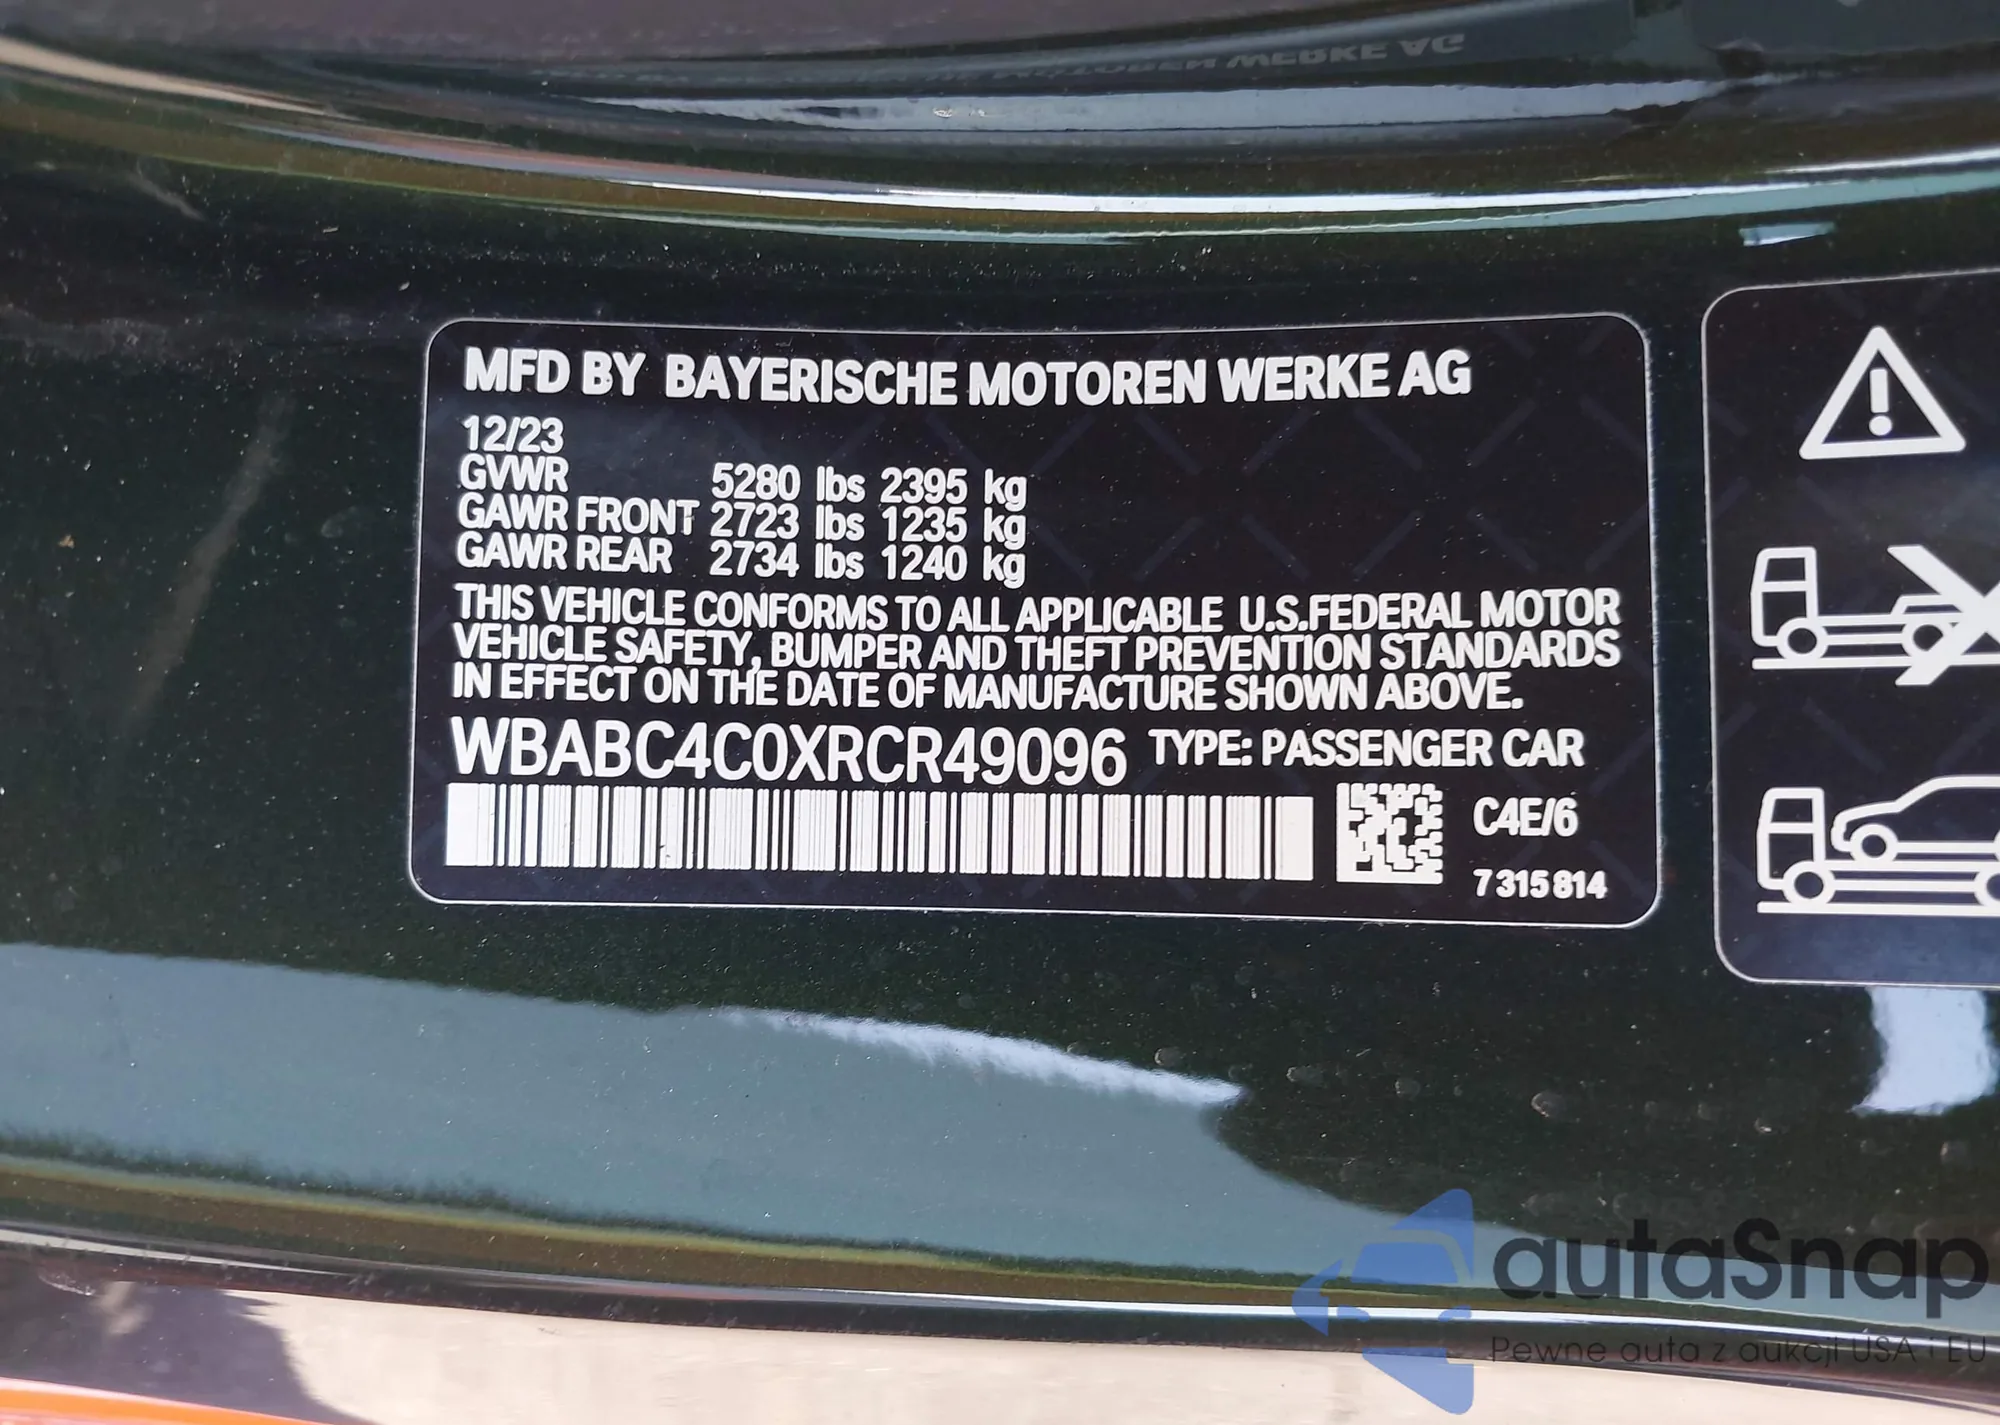 MFD BY BAYERISCHE MOTOREN WERKE AG
12/23
GVWR 5280 lbs 2395 kg
GAWR FRONT 2723 lbs 1235 kg
GAWR REAR 2734 lbs 1240 kg
THIS VEHICLE CONFORMS TO ALL APPLICABLE U.S.FEDERAL MOTOR
VEHICLE SAFETY, BUMPER AND THEFT PREVENTION STANDARDS
IN EFFECT ON THE DATE OF MANUFACTURE SHOWN ABOVE.
WBABC4C0XRCR49096 TYPE: PASSENGER CAR
C4E/6
7315814
autaSnap
Pewne auta z aukcji USA i EU